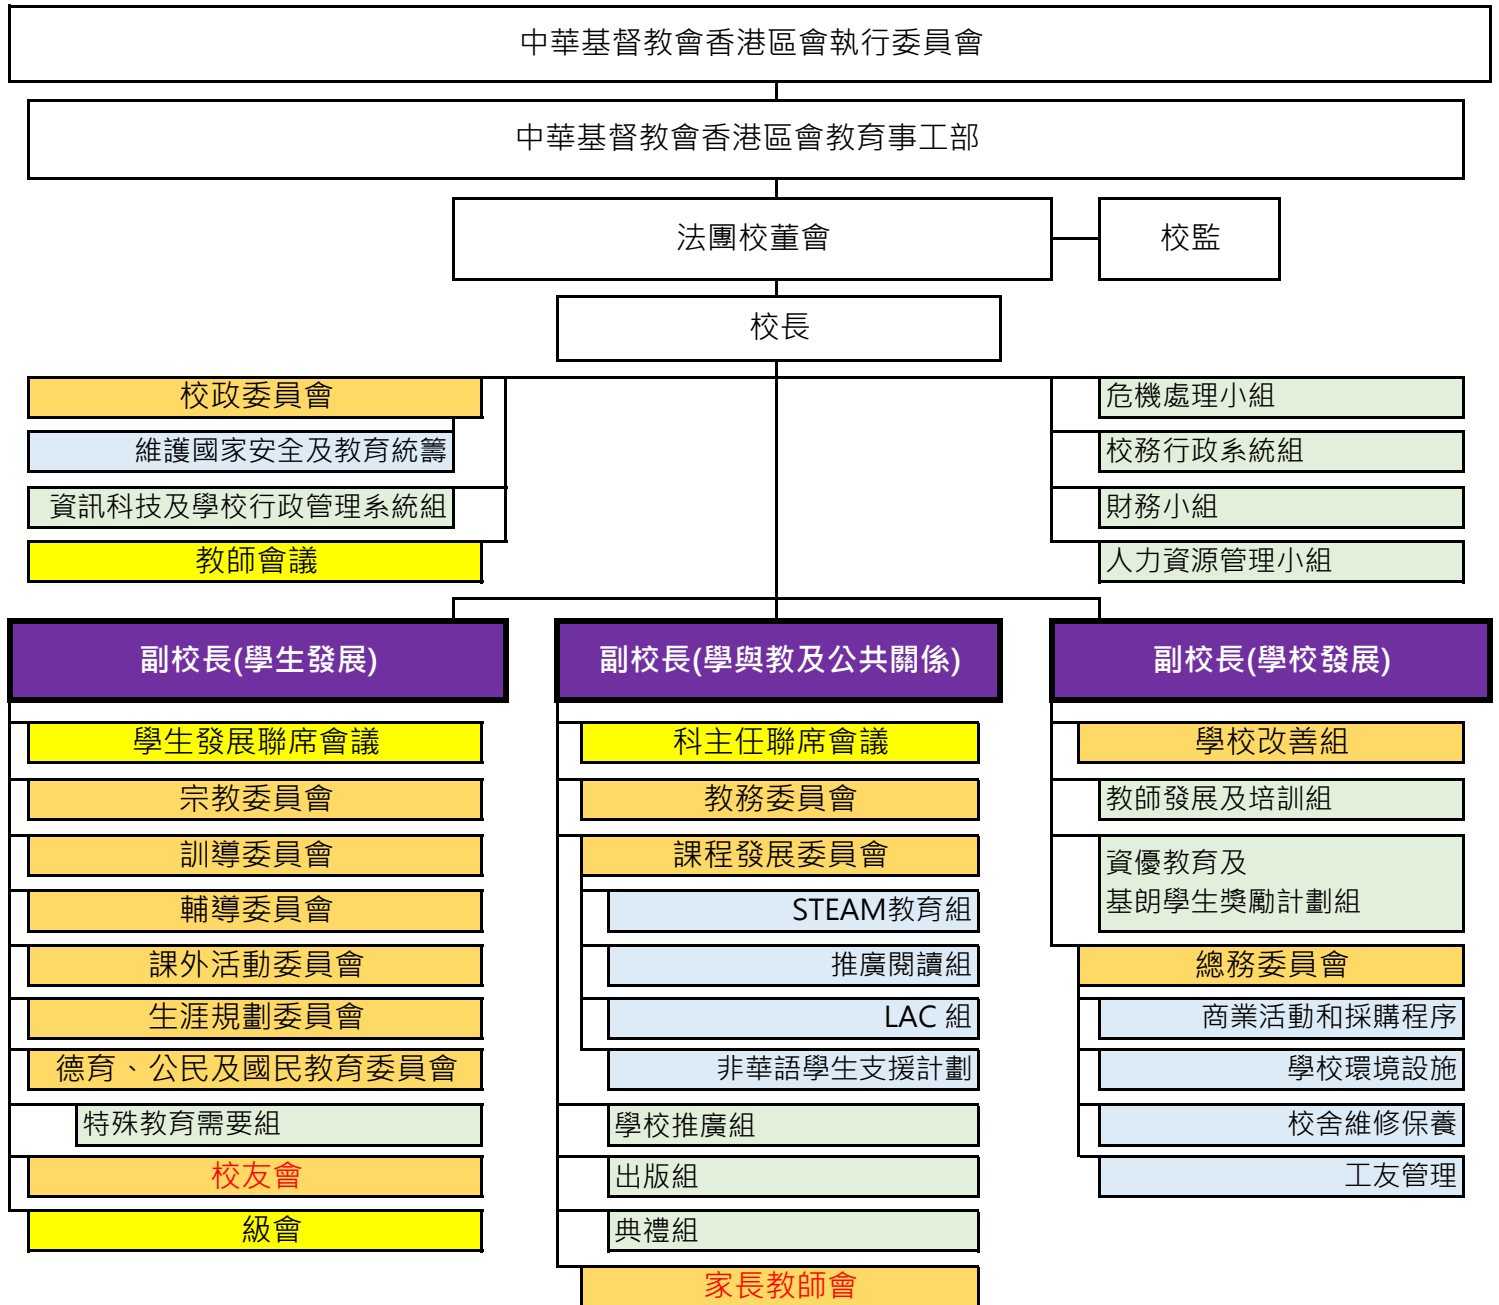 中華基督教會香港區會執行委員會
中華基督教會香港區會教育事工部
法團校董會
校監
校長
校政委員會
維護國家安全及教育統籌
資訊科技及學校行政管理系統組
教師會議
危機處理小組
校務行政系統組
財務小組
人力資源管理小組
副校長(學生發展)
學生發展聯席會議
宗教委員會
訓導委員會
輔導委員會
課外活動委員會
生涯規劃委員會
德育、公民及國民教育委員會
特殊教育需要組
校友會
級會
副校長(學與教及公共關係)
科主任聯席會議
教務委員會
課程發展委員會
STEAM教育組
推廣閱讀組
LAC 組
非華語學生支援計劃
學校推廣組
出版組
典禮組
家長教師會
副校長(學校發展)
學校改善組
教師發展及培訓組
資優教育及
基朗學生獎勵計劃組
總務委員會
商業活動和採購程序
學校環境設施
校舍維修保養
工友管理